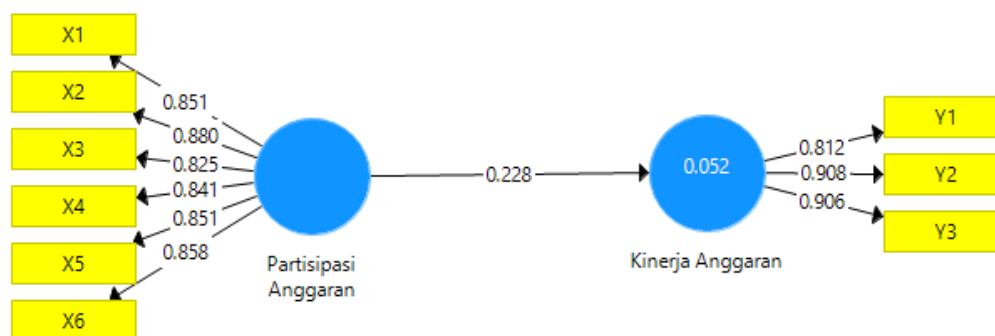 X1
X2
X3
X4
X5
X6
0.851
0.880
0.825
0.841
0.851
0.858
Partisipasi
Anggaran
0.228
0.052
Kinerja Anggaran
0.812
0.908
0.906
Y1
Y2
Y3